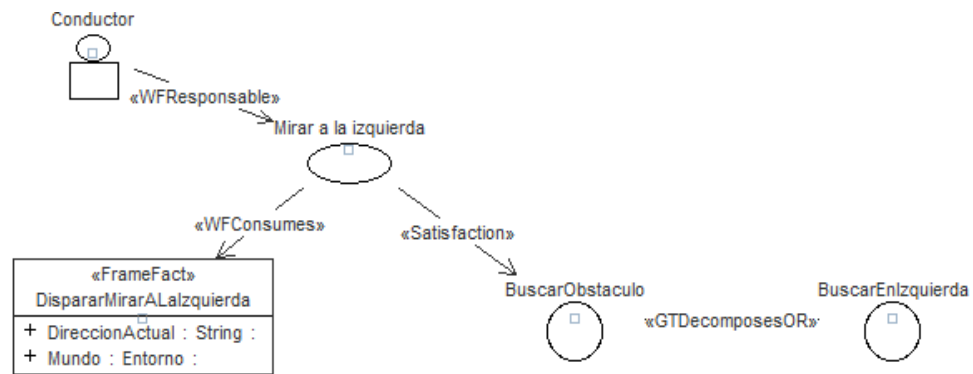 Conductor
«WFResponsable»
Mirar a la izquierda
«WFConsumes»
«Satisfaction»
«FrameFact»
DispararMirarALaIzquierda
+ DireccionActual : String :
+ Mundo : Entorno :
BuscarObstaculo
«GTDecomposesOR»
BuscarEnIzquierda